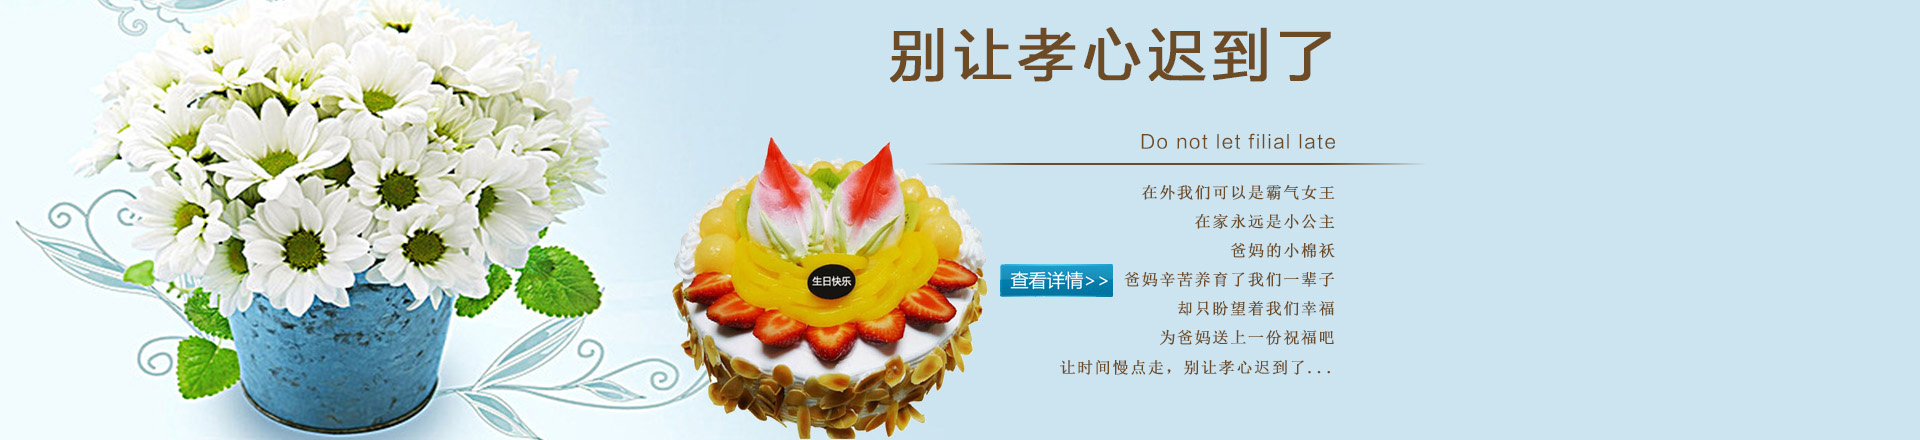 别让孝心迟到了
Do not let filial late
在外我们可以是霸气女王
在家永远是小公主
爸妈的小棉袄
爸妈辛苦养育了我们一辈子
却只盼望着我们幸福
为爸妈送上一份祝福吧
让时间慢点走，别让孝心迟到了...
查看详情>>
生日快乐